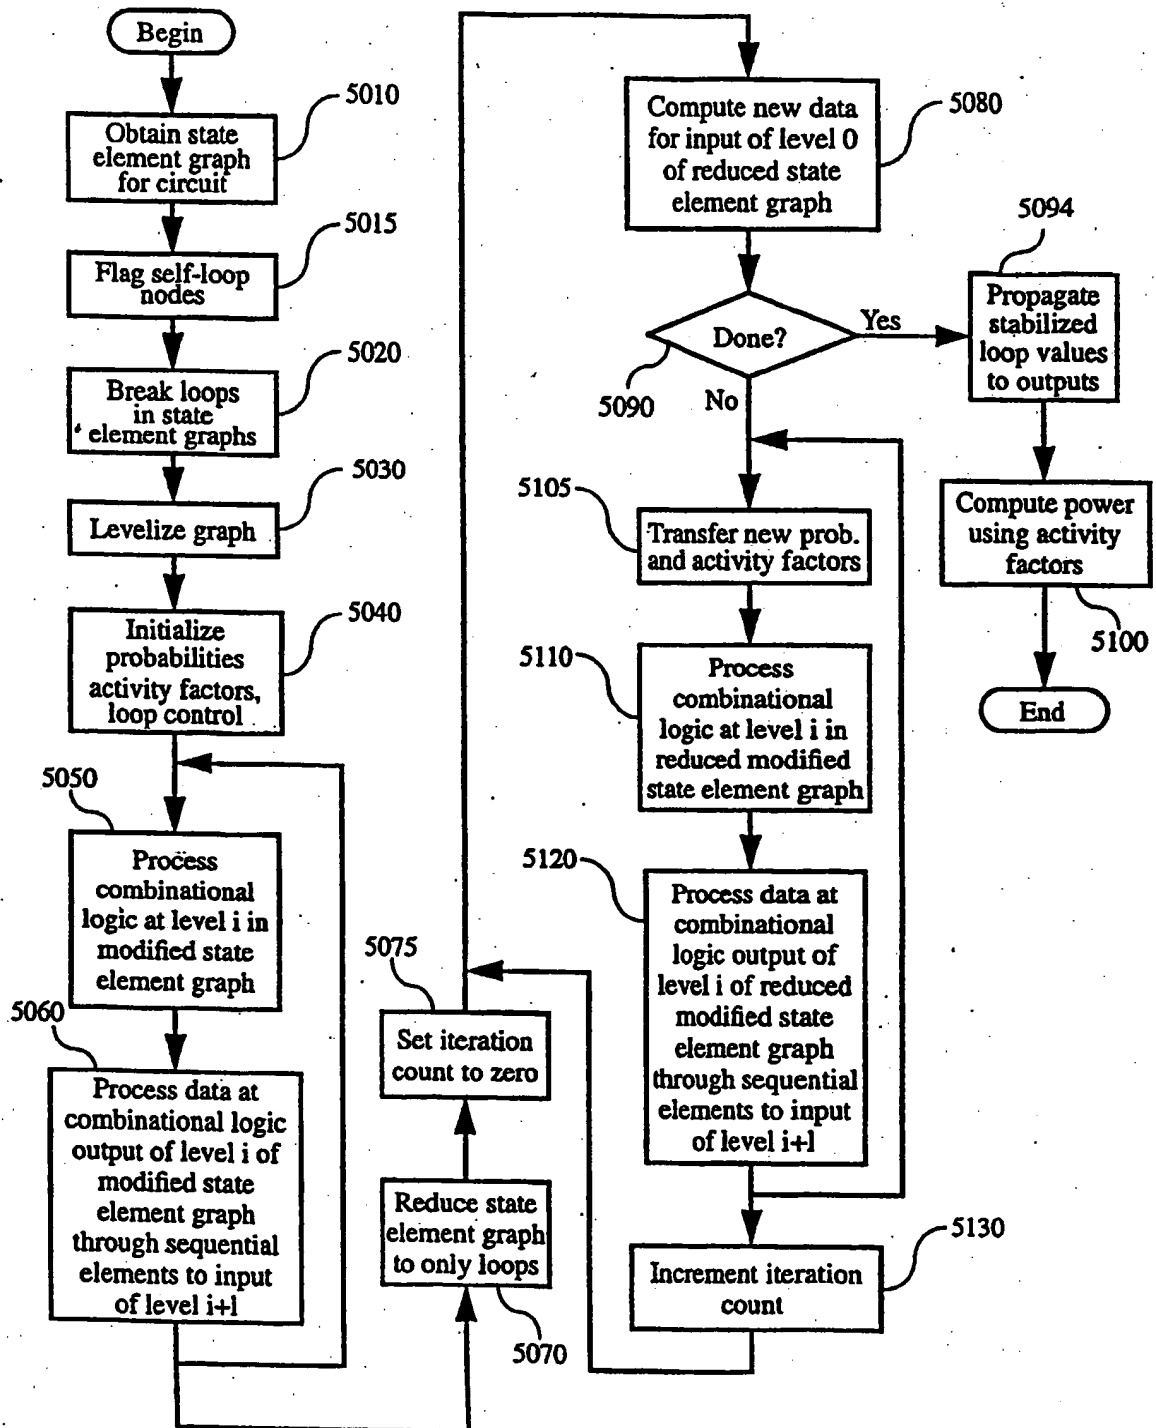 Begin
5010
Obtain state
element graph
for circuit
5015
Flag self-loop
nodes
5020
Break loops
in state
element graphs
5030
Levelize graph
5040
Initialize
probabilities
activity factors,
loop control
5050
Process
combinational
logic at level i in
modified state
element graph
5060
Process data at
combinational logic
output of level i of
modified state
element graph
through sequential
elements to input
of level i+l
5070
Reduce state
element graph
to only loops
5075
Set iteration
count to zero
5080
Compute new data
for input of level 0
of reduced state
element graph
5090
Done?
Yes
No
5094
Propagate
stabilized
loop values
to outputs
Compute power
using activity
factors
5100
End
5105
Transfer new prob.
and activity factors
5110
Process
combinational
logic at level i in
reduced modified
state element graph
5120
Process data at
combinational
logic output of
level i of reduced
modified state
element graph
through sequential
elements to input
of level i+l
5130
Increment iteration
count